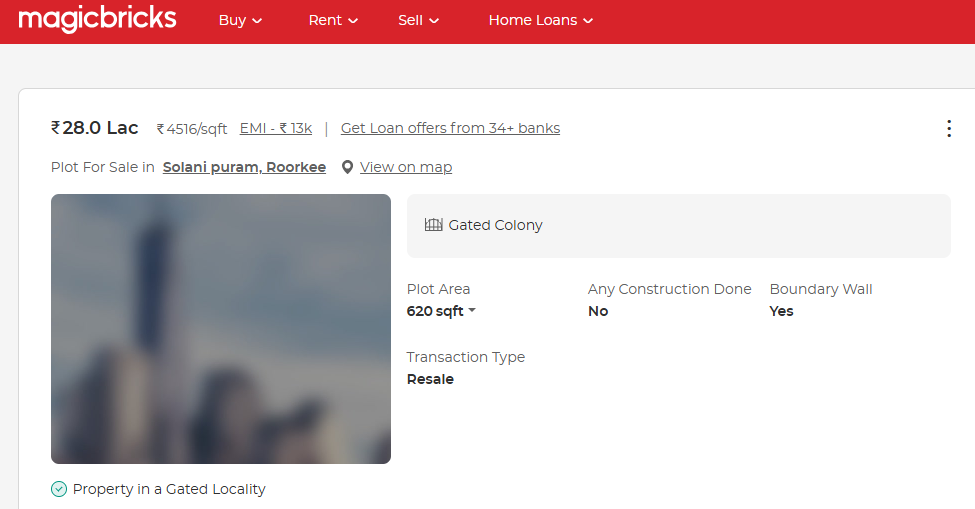 magicbricks Buy Rent Sell Home Loans
₹28.0 Lac ₹4516/sqft EMI - ₹ 13k | Get Loan offers from 34+ banks
Plot For Sale in Solani puram, Roorkee View on map
Gated Colony
Plot Area Any Construction Done Boundary Wall
620 sqft No Yes
Transaction Type
Resale
Property in a Gated Locality